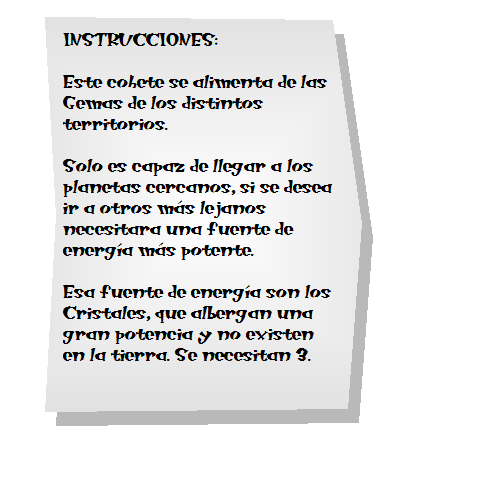 INSTRUCCIONES:
Este cohete se alimenta de las
Gemas de los distintos
territorios.
Solo es capaz de llegar a los
planetas cercanos, si se desea
ir a otros más lejanos
necesitara una fuente de
energía más potente.
Esa fuente de energía son los
Cristales, que albergan una
gran potencia y no existen
en la tierra. Se necesitan 3.